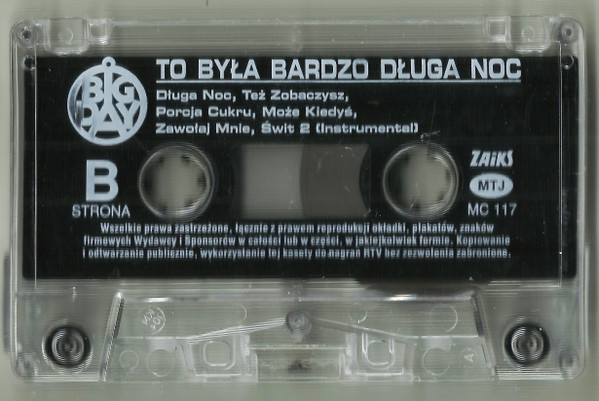 BIG DAY
TO BYŁA BARDZO DŁUGA NOC
Długa Noc, Też Zobaczysz,
Porcja Cukru, Może Kiedyś,
Zawołaj Mnie, Świt 2 (Instrumental)
B
STRONA
ZAiKS
MTJ
MC 117
Wszelkie prawa zastrzeżone, łącznie z prawem reprodukcji okładki, plakatów, znaków
firmowych Wydawcy i Sponsorów w całości lub w części, w jakiejkolwiek formie. Kopiowanie
i odtwarzanie publicznie, wykorzystanie tej kasety do nagrań RTV bez zezwolenia zabronione.